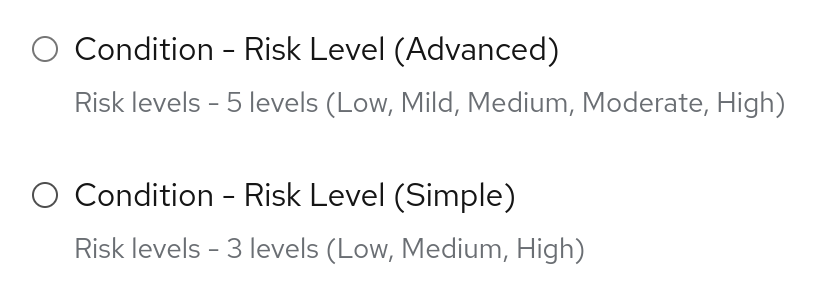 Condition - Risk Level (Advanced)
Risk levels - 5 levels (Low, Mild, Medium, Moderate, High)
Condition - Risk Level (Simple)
Risk levels - 3 levels (Low, Medium, High)